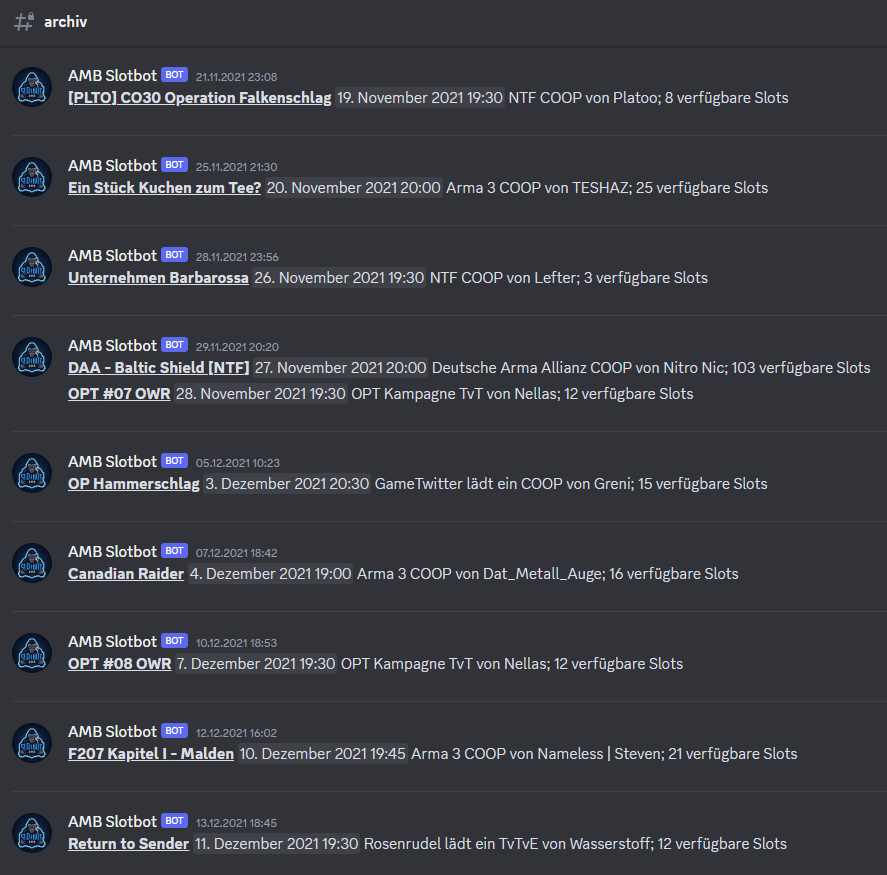 archiv
AMB Slotbot BOT 21.11.2021 23:08
[PLTO] CO30 Operation Falkenschlag 19. November 2021 19:30 NTF COOP von Platoo; 8 verfügbare Slots
AMB Slotbot BOT 25.11.2021 21:30
Ein Stück Kuchen zum Tee? 20. November 2021 20:00 Arma 3 COOP von TESHAZ; 25 verfügbare Slots
AMB Slotbot BOT 28.11.2021 23:56
Unternehmen Barbarossa 26. November 2021 19:30 NTF COOP von Lefter; 3 verfügbare Slots
AMB Slotbot BOT 29.11.2021 20:20
DAA - Baltic Shield [NTF] 27. November 2021 20:00 Deutsche Arma Allianz COOP von Nitro Nic; 103 verfügbare Slots
OPT #07 OWR 28. November 2021 19:30 OPT Kampagne TvT von Nellas; 12 verfügbare Slots
AMB Slotbot BOT 05.12.2021 10:23
OP Hammerschlag 3. Dezember 2021 20:30 GameTwitter lädt ein COOP von Greni; 15 verfügbare Slots
AMB Slotbot BOT 07.12.2021 18:42
Canadian Raider 4. Dezember 2021 19:00 Arma 3 COOP von Dat_Metall_Auge; 16 verfügbare Slots
AMB Slotbot BOT 10.12.2021 18:53
OPT #08 OWR 7. Dezember 2021 19:30 OPT Kampagne TvT von Nellas; 12 verfügbare Slots
AMB Slotbot BOT 12.12.2021 16:02
F207 Kapitel I - Malden 10. Dezember 2021 19:45 Arma 3 COOP von Nameless | Steven; 21 verfügbare Slots
AMB Slotbot BOT 13.12.2021 18:45
Return to Sender 11. Dezember 2021 19:30 Rosenrudel lädt ein TvTvE von Wasserstoff; 12 verfügbare Slots